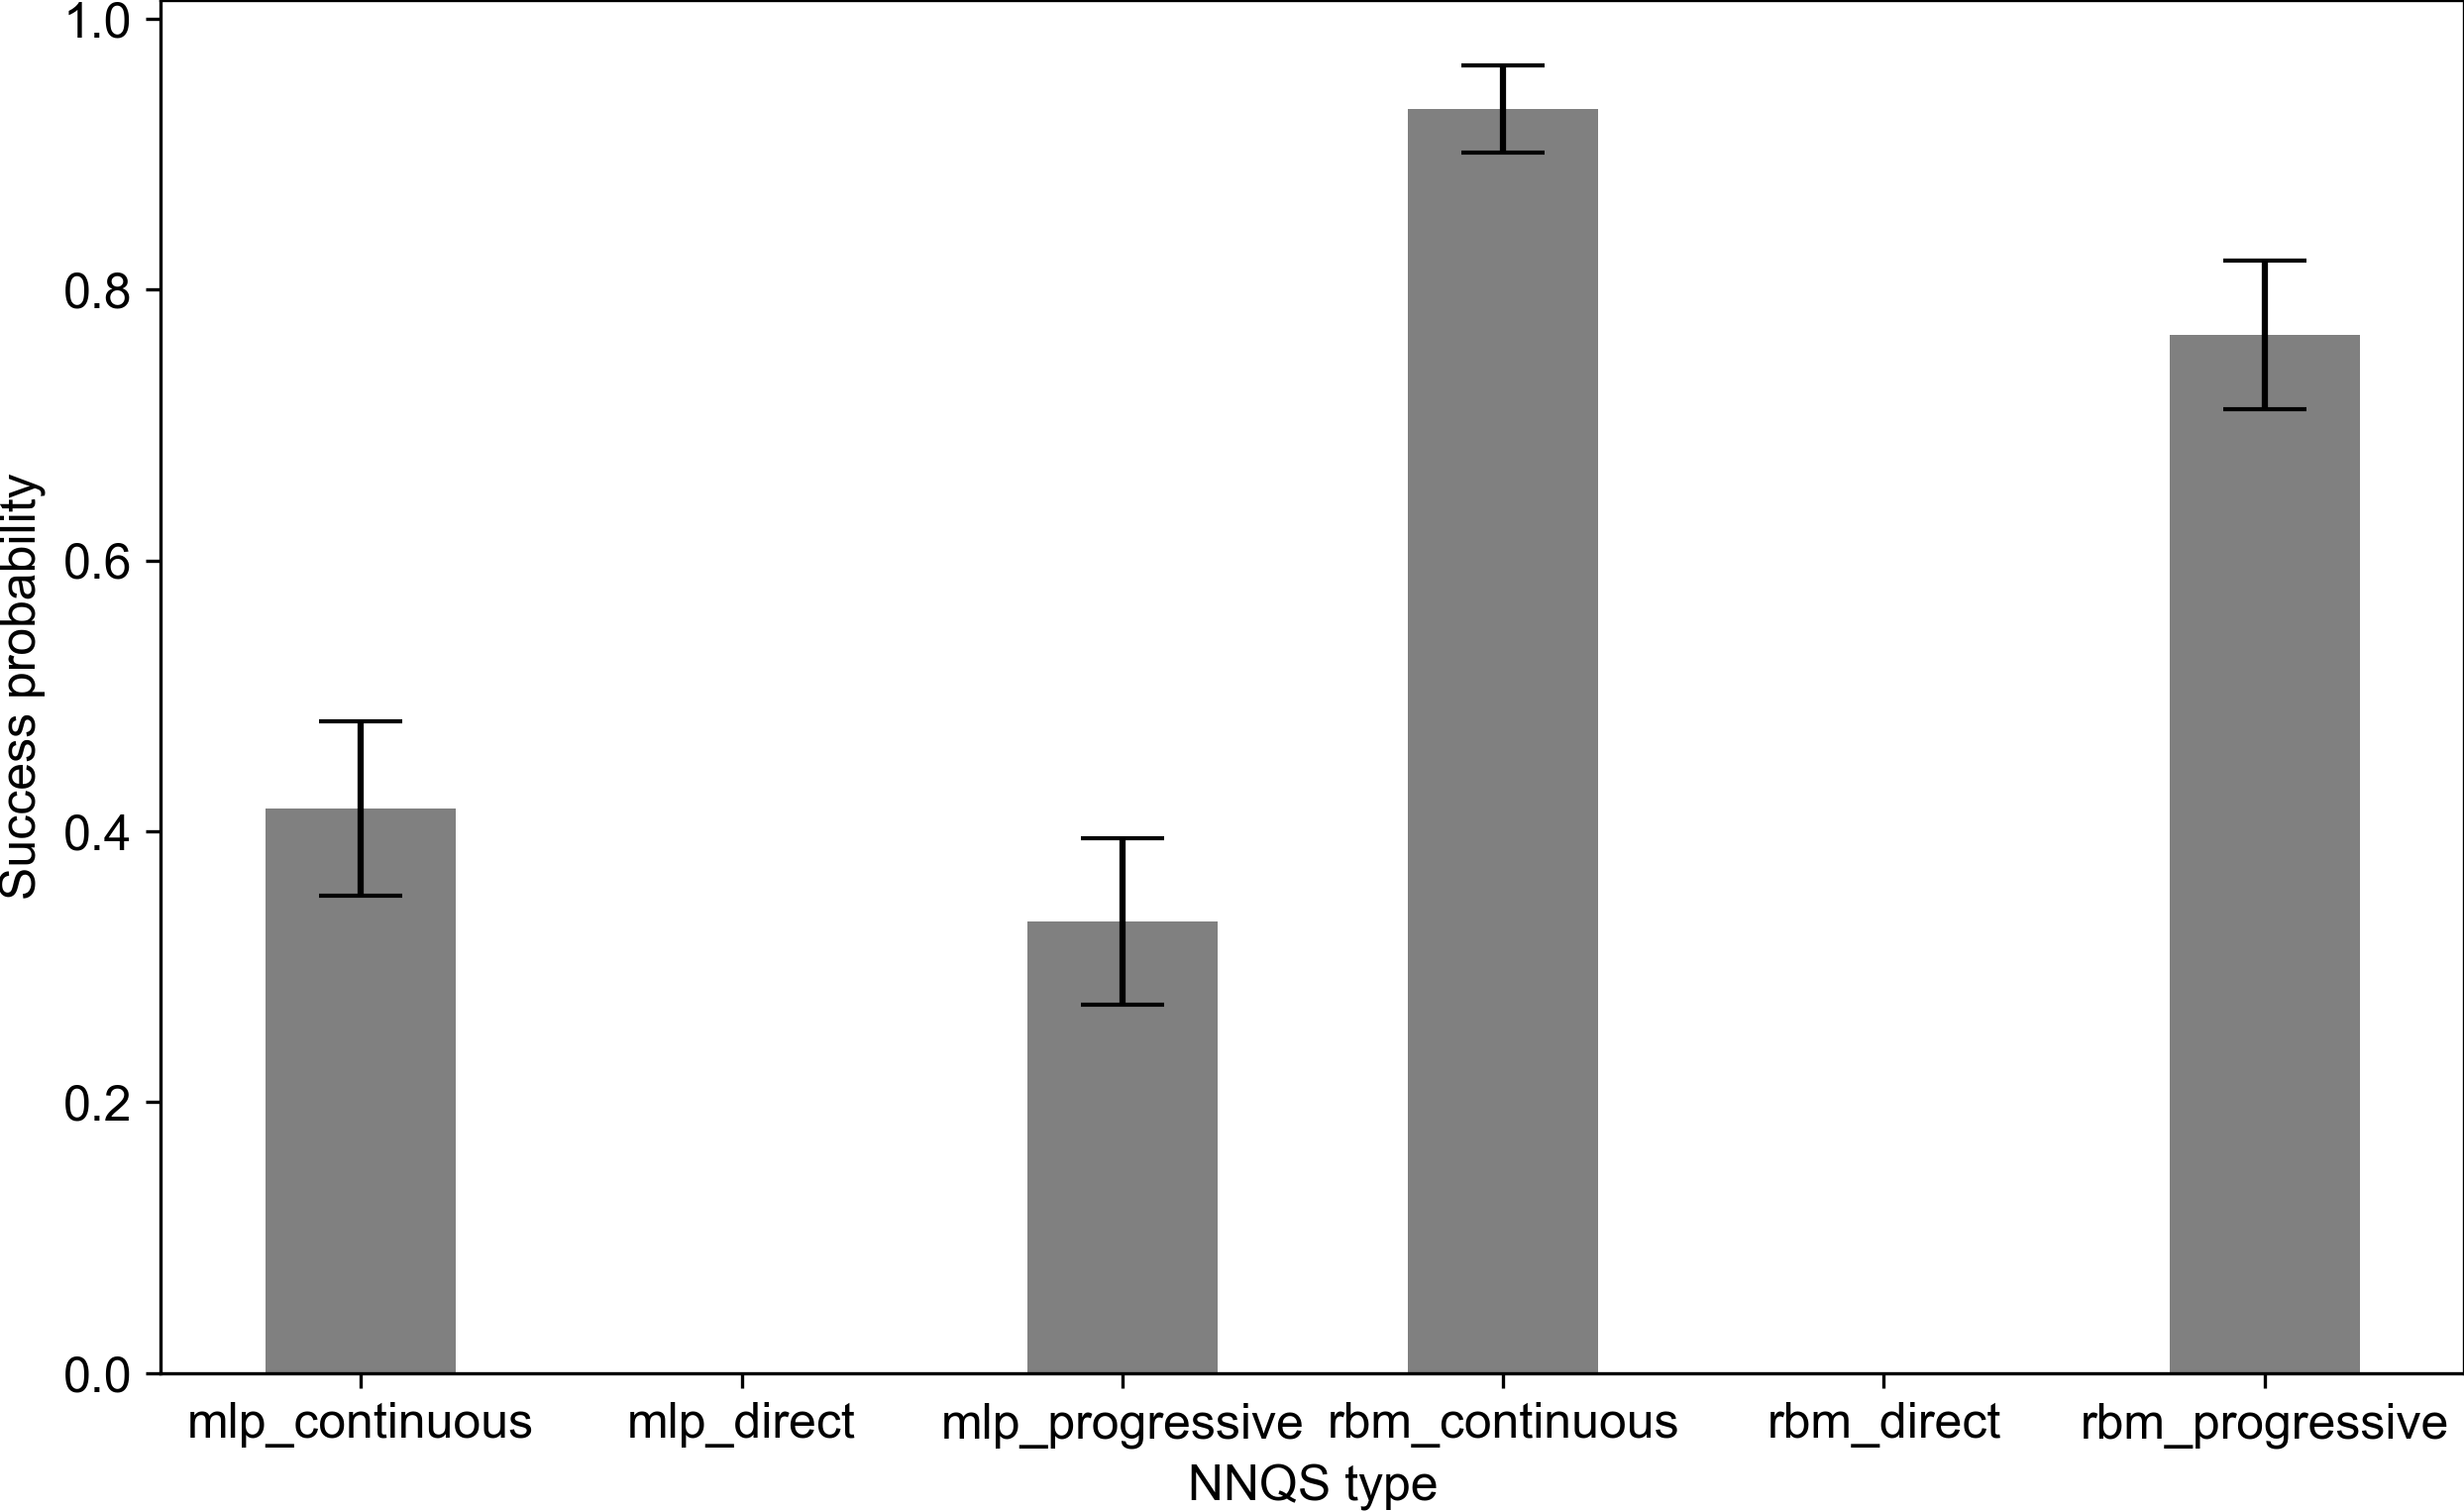 Success probability
1.0
0.8
0.6
0.4
0.2
0.0
mlp_continuous mlp_direct mlp_progressive rbm_continuous rbm_direct rbm_progressive
NNQS type